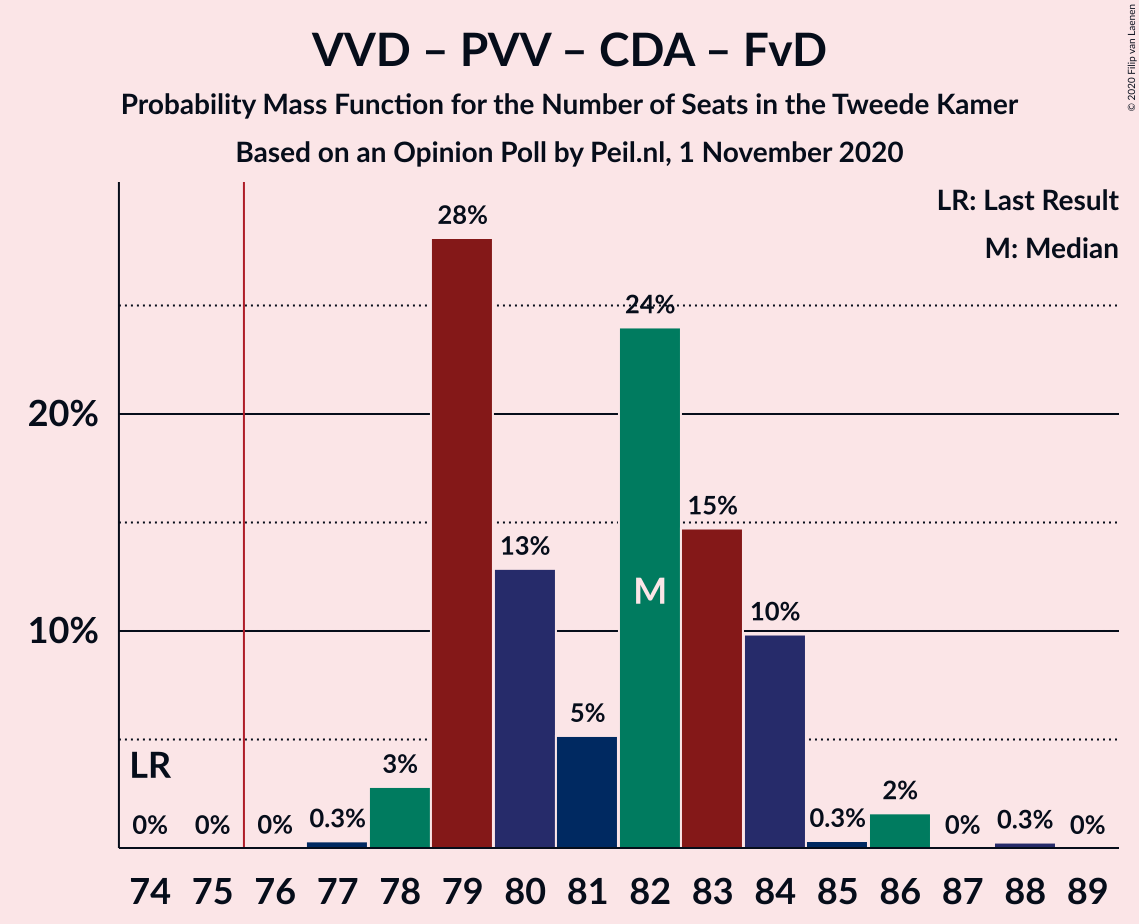 VVD – PVV – CDA – FvD
Probability Mass Function for the Number of Seats in the Tweede Kamer
Based on an Opinion Poll by Peil.nl, 1 November 2020
© 2020 Filip van Laenen
LR: Last Result
M: Median
28%
24%
20%
15%
13%
M
10%
10%
5%
LR
3%
2%
0%
0%
0%
0.3%
0.3%
0%
0.3%
0%
74 75 76 77 78 79 80 81 82 83 84 85 86 87 88 89